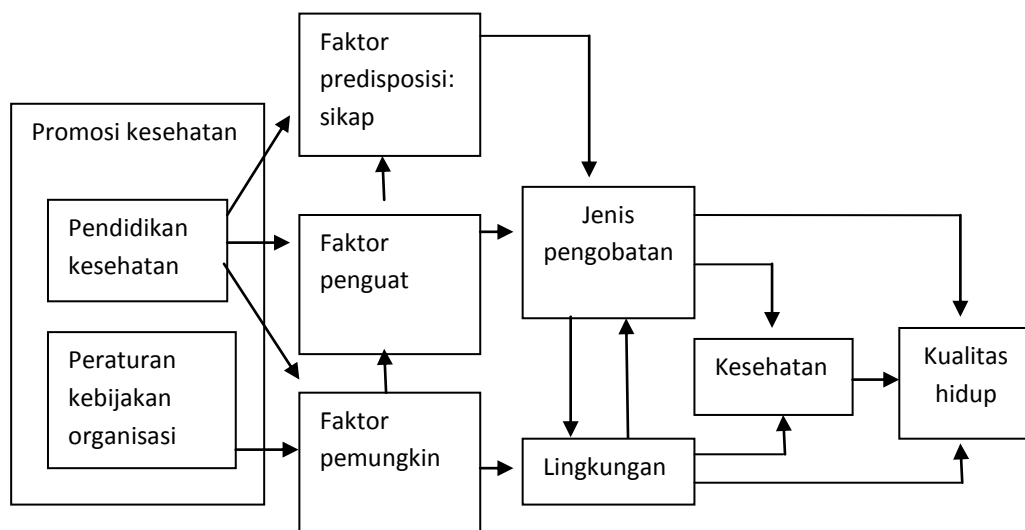 Promosi kesehatan
Pendidikan
kesehatan
Peraturan
kebijakan
organisasi
Faktor
predisposisi:
sikap
Faktor
penguat
Faktor
pemungkin
Jenis
pengobatan
Lingkungan
Kesehatan
Kualitas
hidup